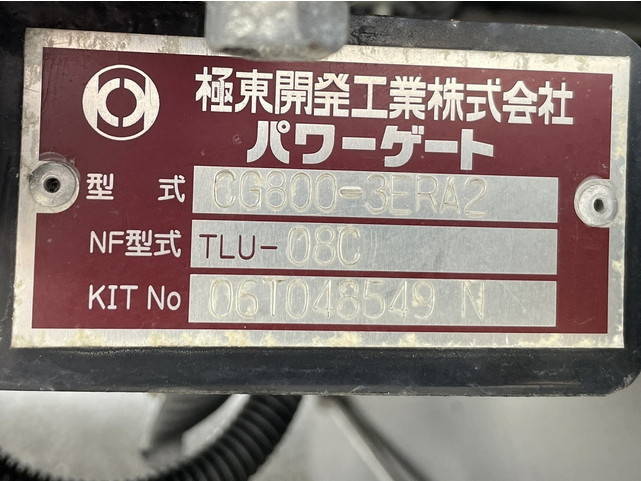 極東開発工業株式会社
パワーゲート
型 式 CG800-3ERA2
NF型式 TLU- 08C
KIT No 06T048549 N